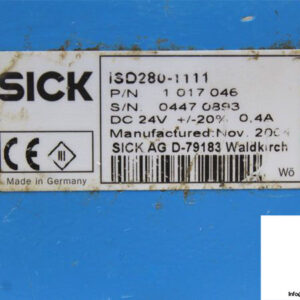 SICK
ISD280-1111
P/N 1 017 046
S/N 0447 0893
DC 24V +/-20% 0.4A
Manufactured: Nov.
SICK AG D-79183 Waldkirch
CE
Made in Germany
Wö